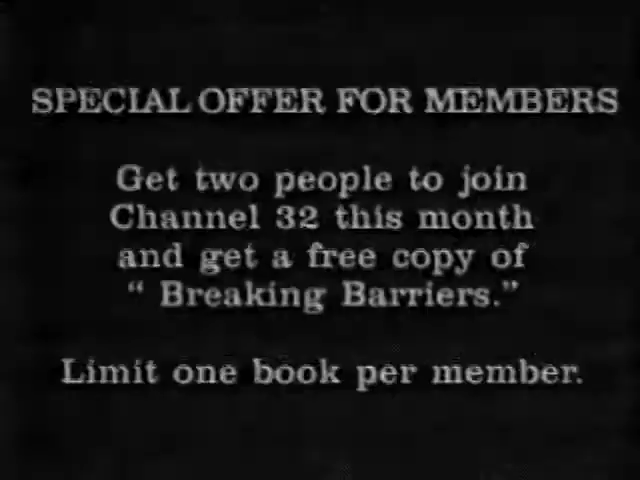 SPECIAL OFFER FOR MEMBERS
Get two people to join
Channel 32 this month
and get a free copy of
“ Breaking Barriers.”
Limit one book per member.